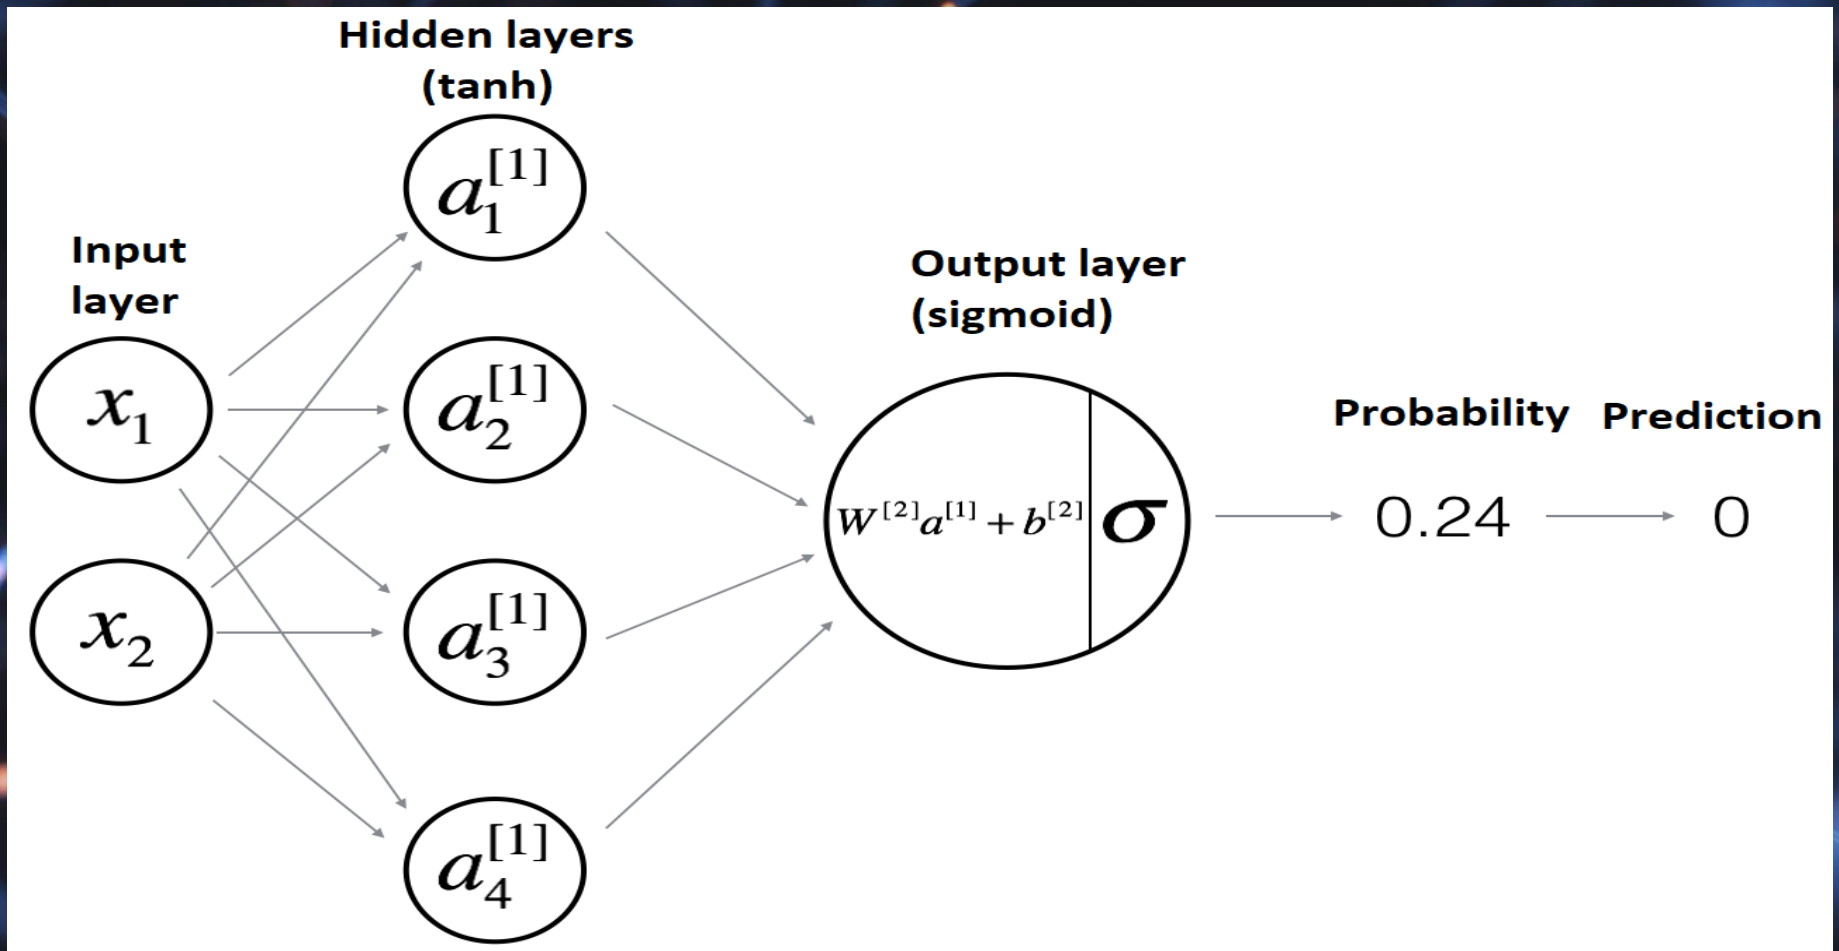 Hidden layers
(tanh)
a_1^{[1]}
Input
layer
x_1
x_2
a_2^{[1]}
a_3^{[1]}
a_4^{[1]}
Output layer
(sigmoid)
W^{[2]}a^{[1]} + b^{[2]} σ
Probability
0.24
Prediction
0